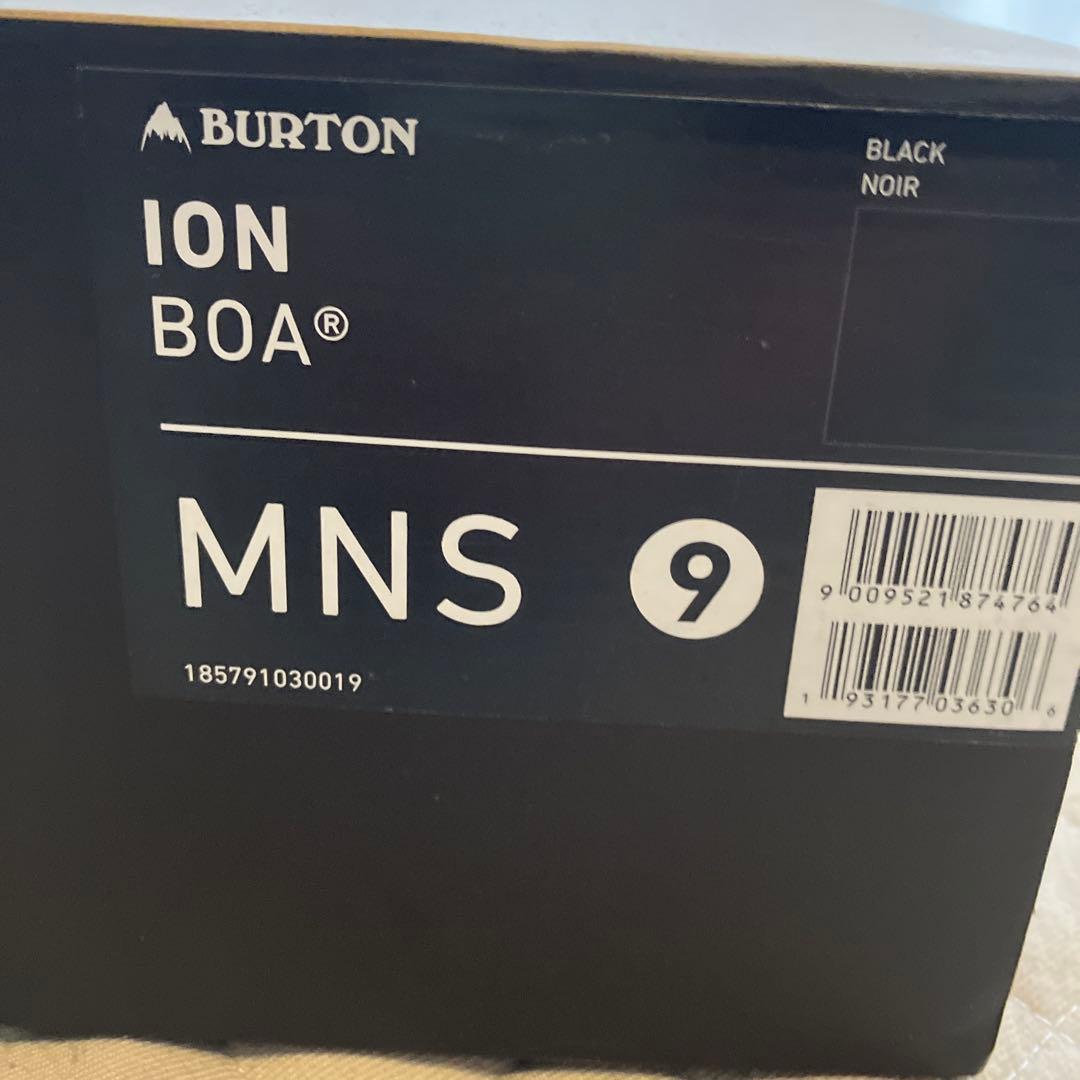 BURTON
BLACK
NOIR
ION
BOA®
MNS 9
9 009521 874764
185791030019
1 93177 03630 6